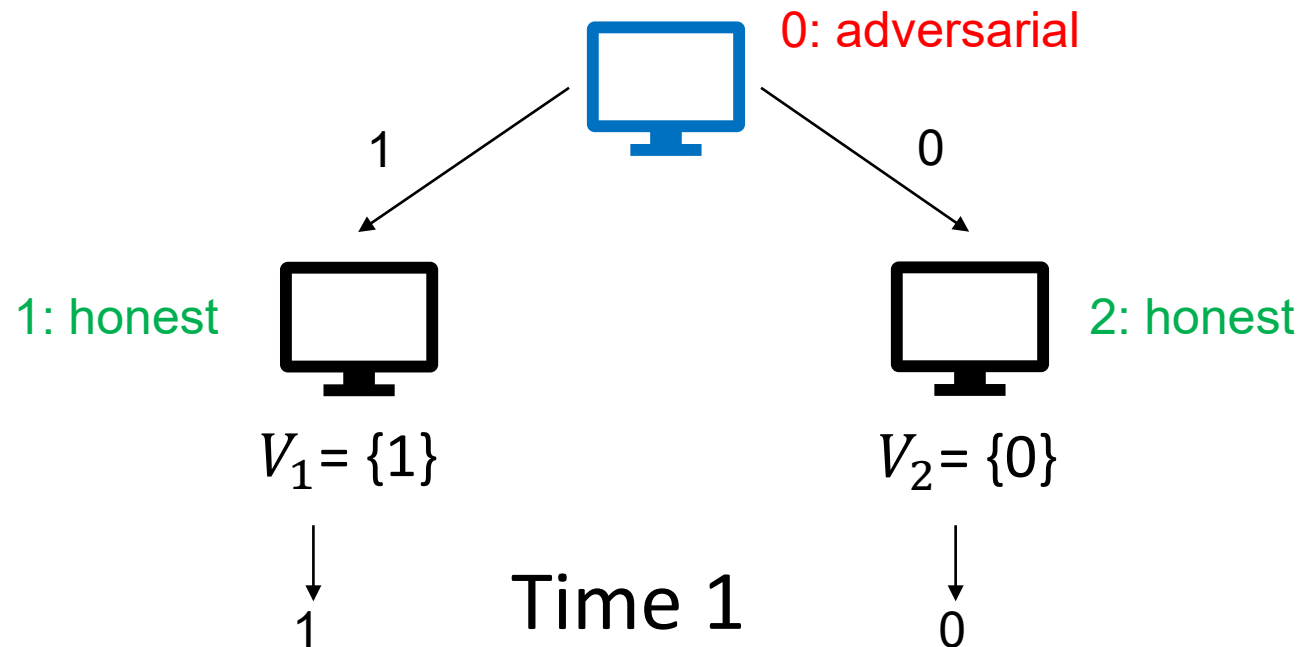 0: adversarial
1
0
1: honest
2: honest
V₁= {1}
V₂= {0}
Time 1
1
0